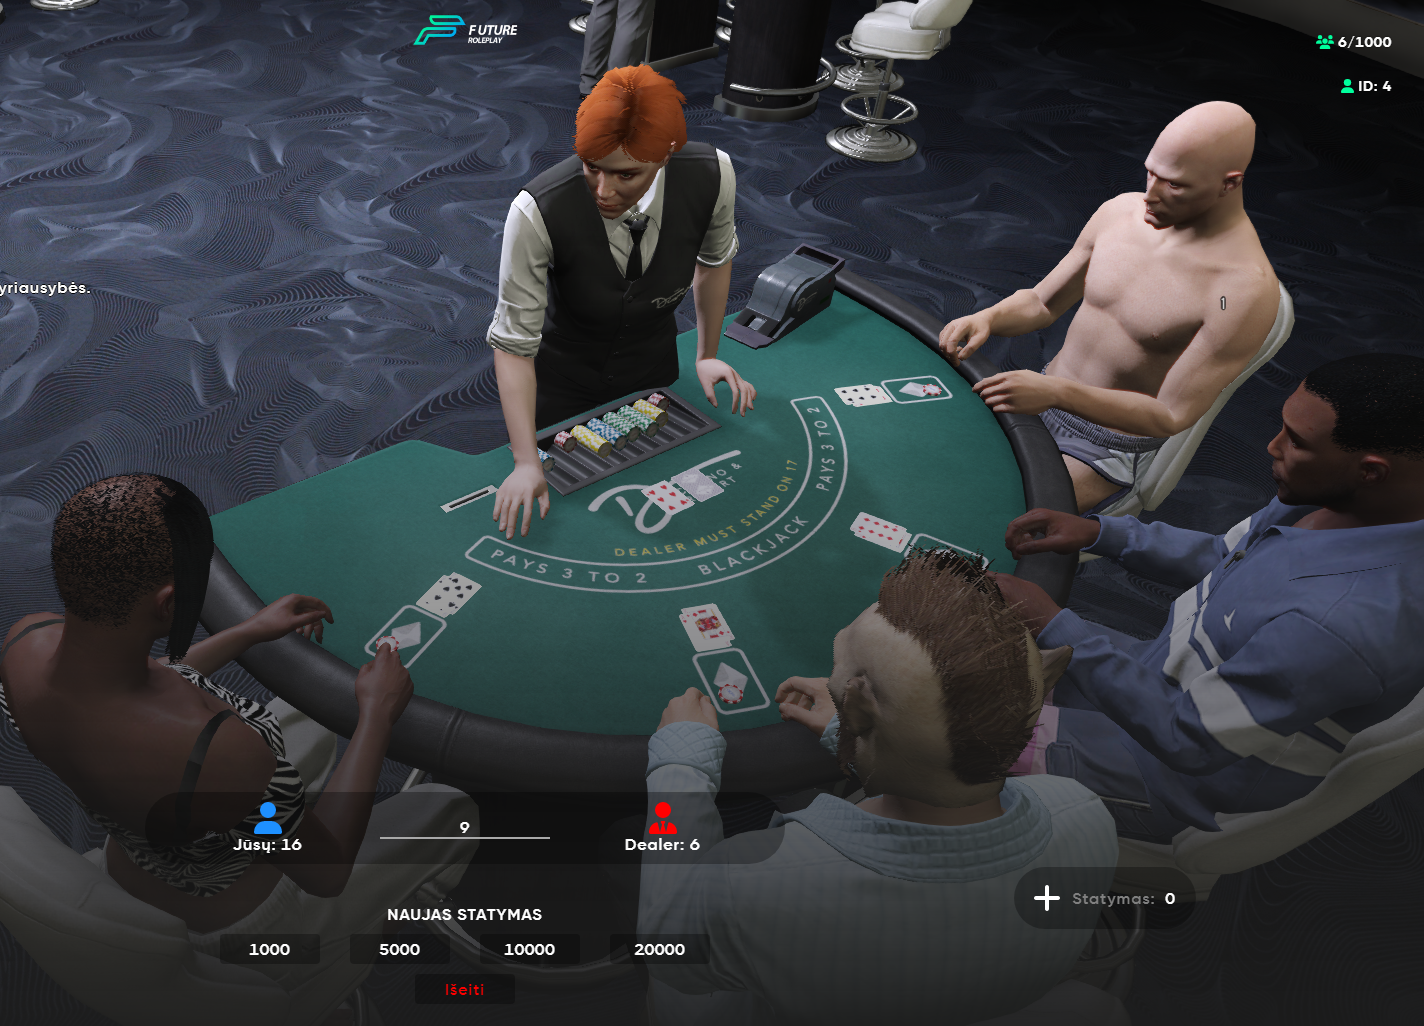 FUTURE
ROLEPLAY
6/1000
ID: 4
yriausybės.
PAYS 3 TO 2
DEALER MUST STAND ON 17
PAYS 3 TO 2
BLACKJACK
9
Jūsų: 16
Dealer: 6
Statymas: 0
NAUJAS STATYMAS
1000
5000
10000
20000
Išeiti